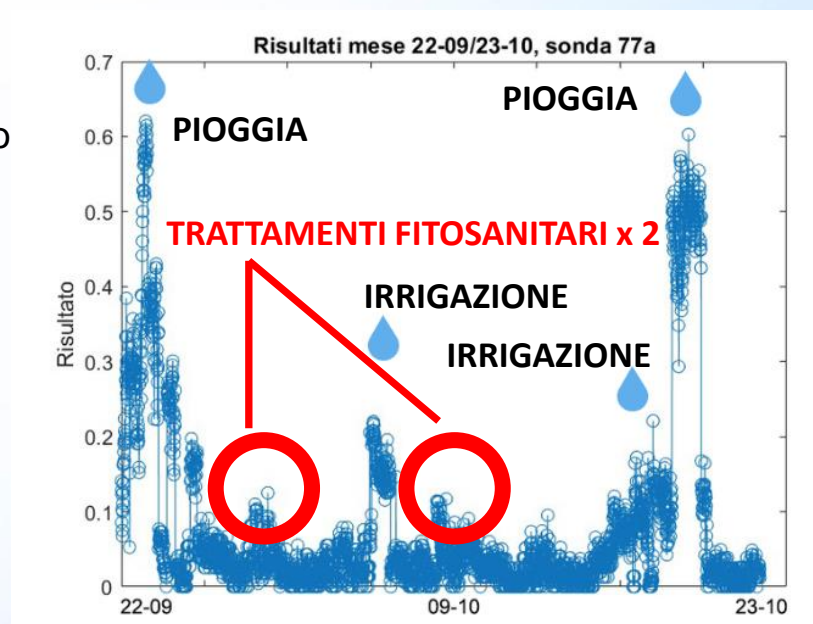 Risultati mese 22-09/23-10, sonda 77a
o
PIOGGIA
PIOGGIA
TRATTAMENTI FITOSANITARI x 2
IRRIGAZIONE
IRRIGAZIONE
Risultato
0.7
0.6
0.5
0.4
0.3
0.2
0.1
0
22-09
09-10
23-10